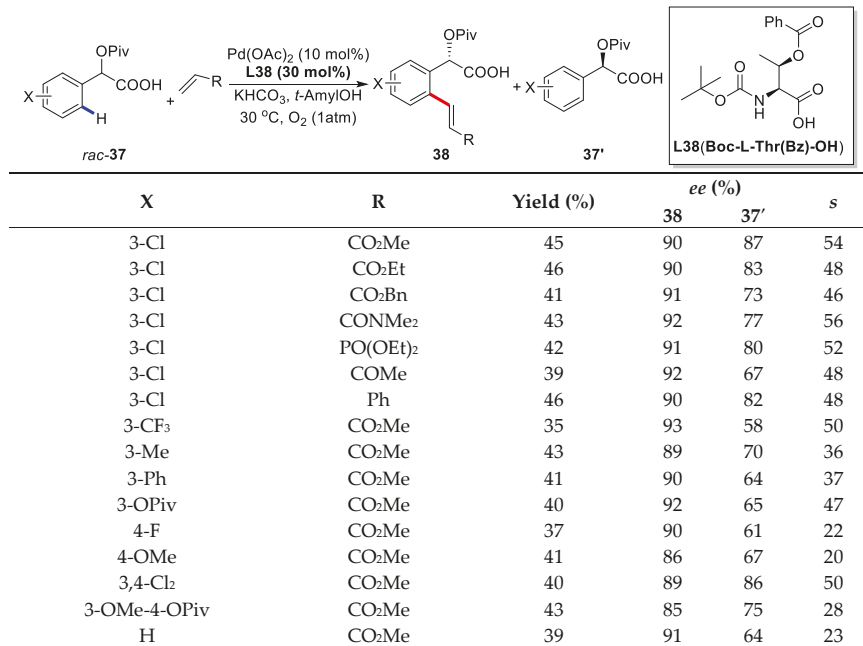 OPiv
COOH
X
H
rac-37
+
R
Pd(OAc)₂ (10 mol%)
L38 (30 mol%)
KHCO₃, t-AmylOH
30 °C, O₂ (1atm)
OPiv
COOH
X
R
38
+
OPiv
COOH
X
37'
Ph
O
O
O
O
N
H
O
OH
L38(Boc-L-Thr(Bz)-OH)
X R Yield (%) ee (%) s
38 37′
3-Cl CO₂Me 45 90 87 54
3-Cl CO₂Et 46 90 83 48
3-Cl CO₂Bn 41 91 73 46
3-Cl CONMe₂ 43 92 77 56
3-Cl PO(OEt)₂ 42 91 80 52
3-Cl COMe 39 92 67 48
3-Cl Ph 46 90 82 48
3-CF₃ CO₂Me 35 93 58 50
3-Me CO₂Me 43 89 70 36
3-Ph CO₂Me 41 90 64 37
3-OPiv CO₂Me 40 92 65 47
4-F CO₂Me 37 90 61 22
4-OMe CO₂Me 41 86 67 20
3,4-Cl₂ CO₂Me 40 89 86 50
3-OMe-4-OPiv CO₂Me 43 85 75 28
H CO₂Me 39 91 64 23